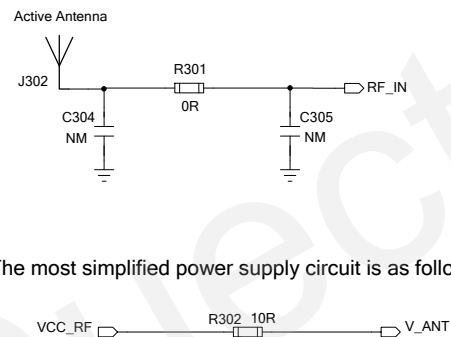 Active Antenna
J302
R301
0R
RF_IN
C304
NM
C305
NM
The most simplified power supply circuit is as follo
VCC_RF
R302 10R
V_ANT